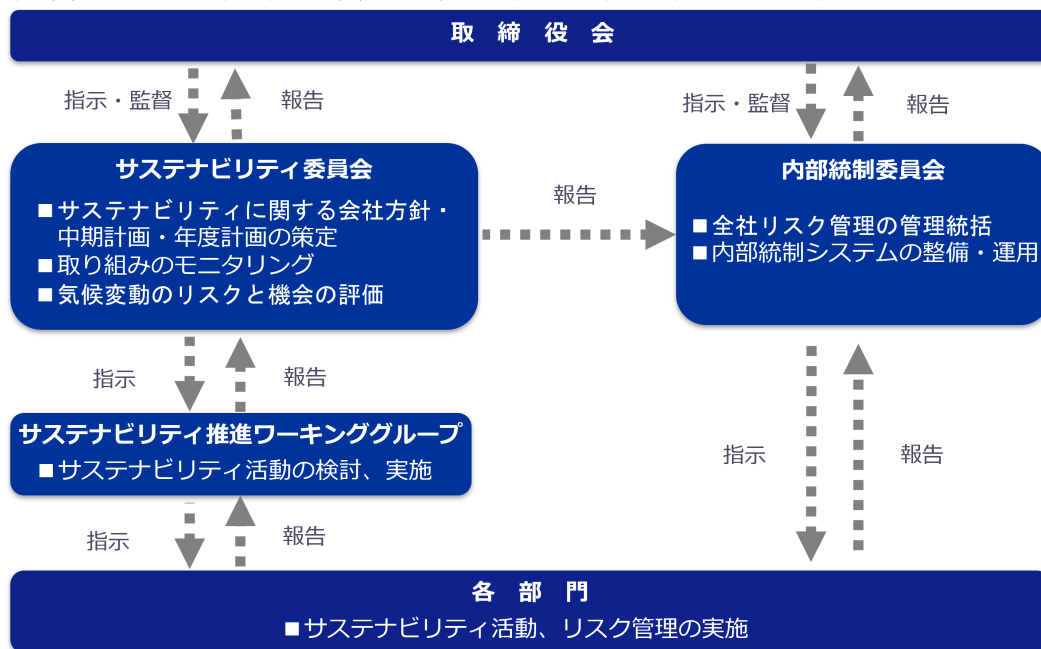 取 締 役 会
指示・監督
報告
指示・監督
報告
サステナビリティ委員会
■サステナビリティに関する会社方針・
中期計画・年度計画の策定
■取り組みのモニタリング
■気候変動のリスクと機会の評価
報告
内部統制委員会
■全社リスク管理の管理統括
■内部統制システムの整備・運用
指示
報告
サステナビリティ推進ワーキンググループ
■サステナビリティ活動の検討、実施
指示
報告
指示
報告
各 部 門
■サステナビリティ活動、リスク管理の実施